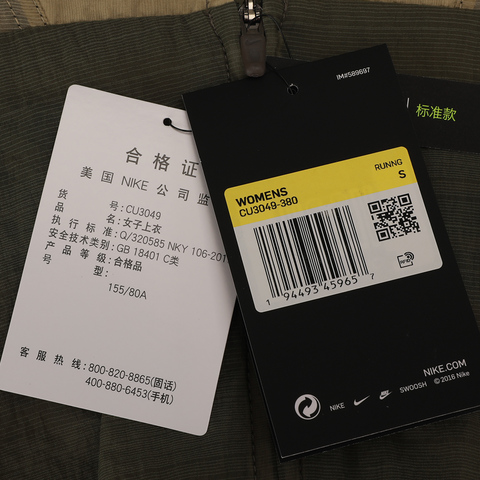 合格证
美国 NIKE 公司监
货号:CU3049
品名:女子上衣
执行标准:Q/320585 NKY 106-201
安全技术类别:GB 18401 C类
产品等级:合格品
号型:
155/80A
客服热线:800-820-8865(固话)
400-880-6453(手机)
IM#589697
标准款
RUNNG
S
WOMENS
CU3049-380
1 94493 45965 7
RFID
NIKE.COM
NIKE
SWOOSH
© 2016 Nike